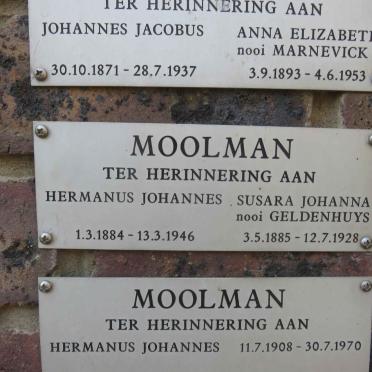 TER HERINNERING AAN
JOHANNES JACOBUS ANNA ELIZABETH
nooi MARNEVICK
30.10.1871 - 28.7.1937 3.9.1893 - 4.6.1953
MOOLMAN
TER HERINNERING AAN
HERMANUS JOHANNES SUSARA JOHANNA
nooi GELDENHUYS
1.3.1884 - 13.3.1946 3.5.1885 - 12.7.1928
MOOLMAN
TER HERINNERING AAN
HERMANUS JOHANNES 11.7.1908 - 30.7.1970